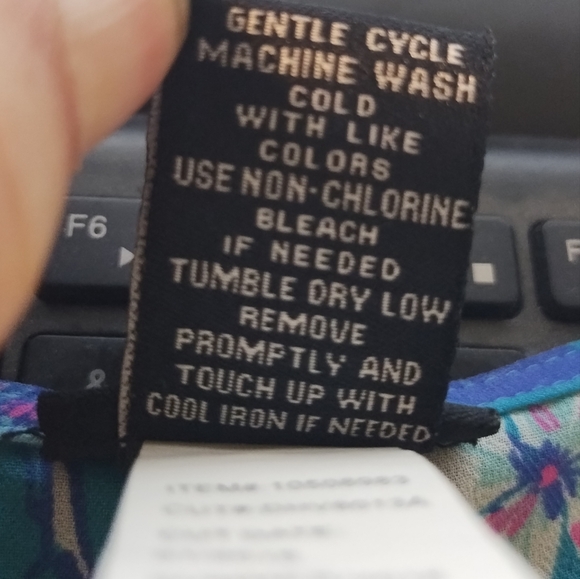 GENTLE CYCLE
MACHINE WASH
COLD
WITH LIKE
COLORS
USE NON-CHLORINE
BLEACH
IF NEEDED
TUMBLE DRY LOW
REMOVE
PROMPTLY AND
TOUCH UP WITH
COOL IRON IF NEEDED
F6
F
&